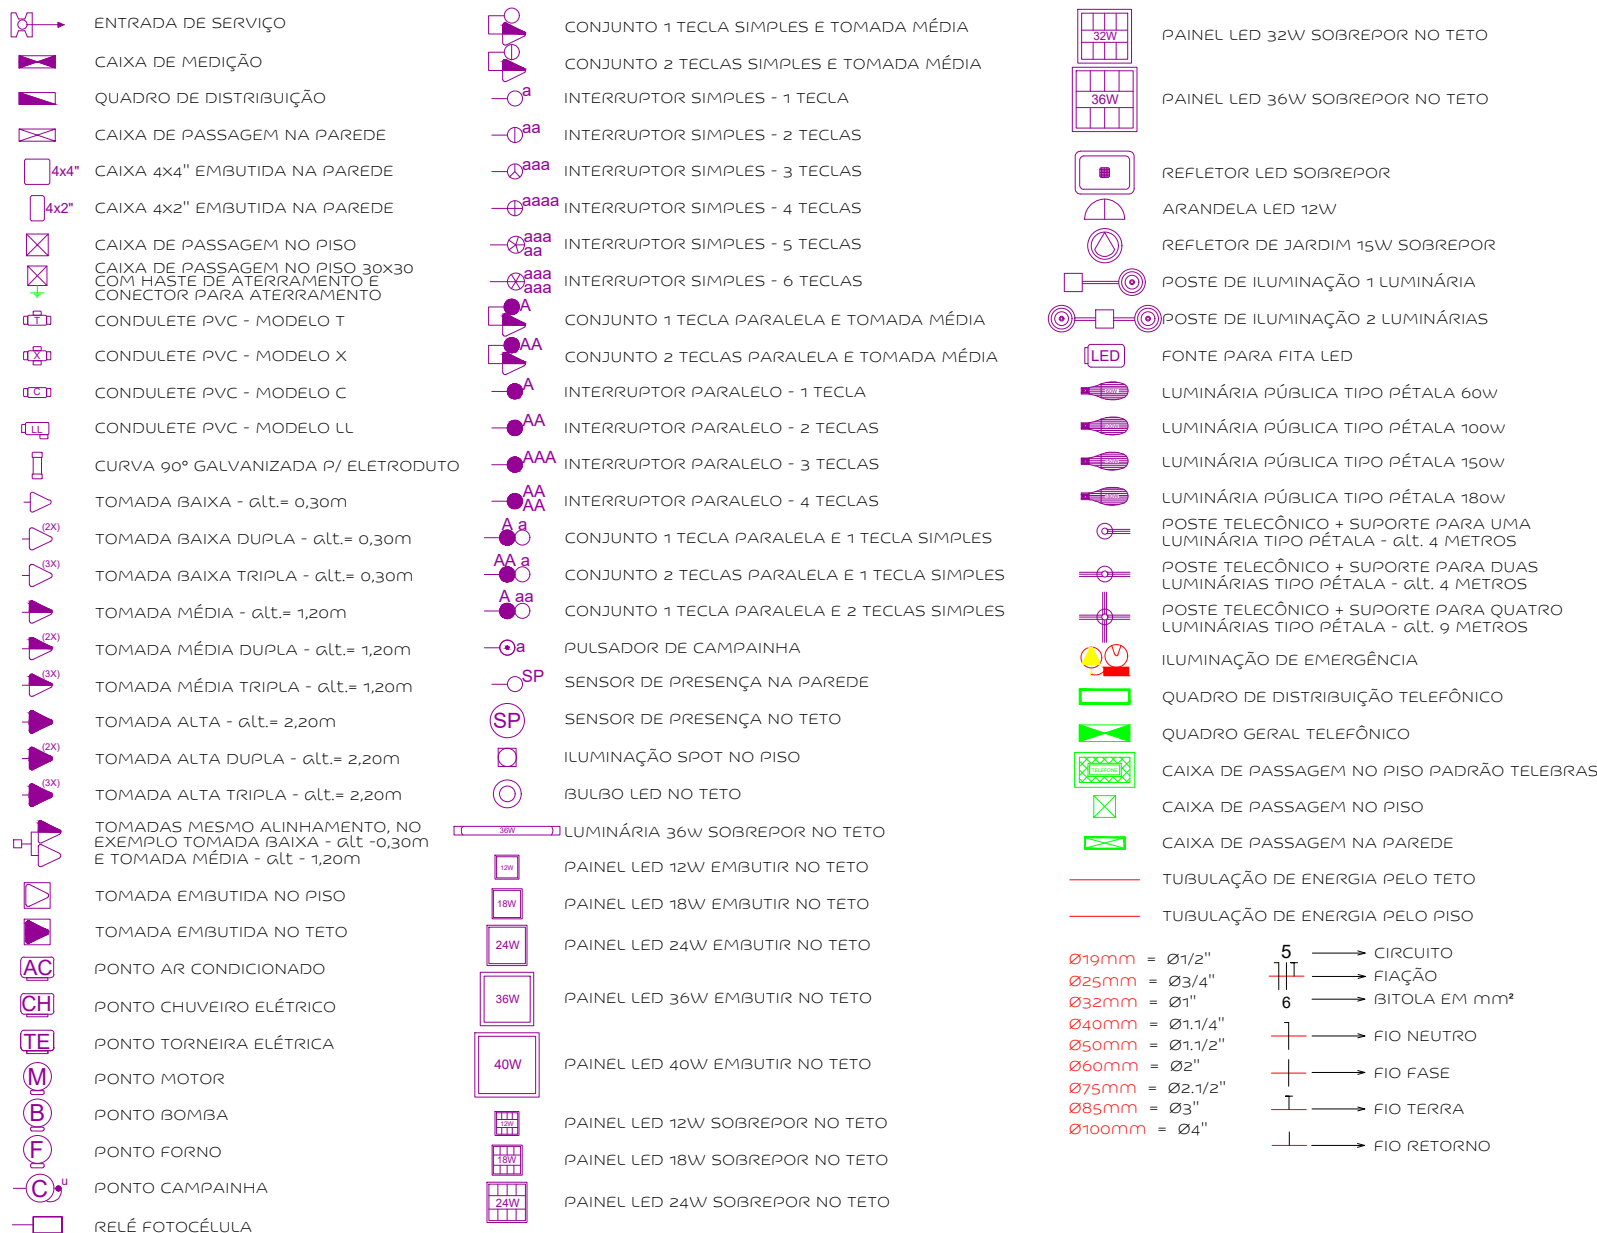 ENTRADA DE SERVIÇO
CAIXA DE MEDIÇÃO
QUADRO DE DISTRIBUIÇÃO
CAIXA DE PASSAGEM NA PAREDE
4x4" CAIXA 4X4" EMBUTIDA NA PAREDE
4x2" CAIXA 4X2" EMBUTIDA NA PAREDE
CAIXA DE PASSAGEM NO PISO
CAIXA DE PASSAGEM NO PISO 30X30
COM HASTE DE ATERRAMENTO E
CONECTOR PARA ATERRAMENTO
T CONDULETE PVC - MODELO T
X CONDULETE PVC - MODELO X
C CONDULETE PVC - MODELO C
LL CONDULETE PVC - MODELO LL
CURVA 90° GALVANIZADA P/ ELETRODUTO
TOMADA BAIXA - alt.= 0,30m
(2X) TOMADA BAIXA DUPLA - alt.= 0,30m
(3X) TOMADA BAIXA TRIPLA - alt.= 0,30m
TOMADA MÉDIA - alt.= 1,20m
(2X) TOMADA MÉDIA DUPLA - alt.= 1,20m
(3X) TOMADA MÉDIA TRIPLA - alt.= 1,20m
TOMADA ALTA - alt.= 2,20m
(2X) TOMADA ALTA DUPLA - alt.= 2,20m
(3X) TOMADA ALTA TRIPLA - alt.= 2,20m
TOMADAS MESMO ALINHAMENTO, NO
EXEMPLO TOMADA BAIXA - alt -0,30m
E TOMADA MÉDIA - alt - 1,20m
TOMADA EMBUTIDA NO PISO
TOMADA EMBUTIDA NO TETO
AC PONTO AR CONDICIONADO
CH PONTO CHUVEIRO ELÉTRICO
TE PONTO TORNEIRA ELÉTRICA
M PONTO MOTOR
B PONTO BOMBA
F PONTO FORNO
C u PONTO CAMPAINHA
RELÉ FOTOCÉLULA
CONJUNTO 1 TECLA SIMPLES E TOMADA MÉDIA
CONJUNTO 2 TECLAS SIMPLES E TOMADA MÉDIA
a INTERRUPTOR SIMPLES - 1 TECLA
aa INTERRUPTOR SIMPLES - 2 TECLAS
aaa INTERRUPTOR SIMPLES - 3 TECLAS
aaaa INTERRUPTOR SIMPLES - 4 TECLAS
aaa
aa INTERRUPTOR SIMPLES - 5 TECLAS
aaa
aaa INTERRUPTOR SIMPLES - 6 TECLAS
A CONJUNTO 1 TECLA PARALELA E TOMADA MÉDIA
AA CONJUNTO 2 TECLAS PARALELA E TOMADA MÉDIA
A INTERRUPTOR PARALELO - 1 TECLA
AA INTERRUPTOR PARALELO - 2 TECLAS
AAA INTERRUPTOR PARALELO - 3 TECLAS
AA
AA INTERRUPTOR PARALELO - 4 TECLAS
A a CONJUNTO 1 TECLA PARALELA E 1 TECLA SIMPLES
AA a CONJUNTO 2 TECLAS PARALELA E 1 TECLA SIMPLES
A aa CONJUNTO 1 TECLA PARALELA E 2 TECLAS SIMPLES
a PULSADOR DE CAMPAINHA
SP SENSOR DE PRESENÇA NA PAREDE
SP SENSOR DE PRESENÇA NO TETO
ILUMINAÇÃO SPOT NO PISO
BULBO LED NO TETO
36W LUMINÁRIA 36W SOBREPOR NO TETO
12W PAINEL LED 12W EMBUTIR NO TETO
18W PAINEL LED 18W EMBUTIR NO TETO
24W PAINEL LED 24W EMBUTIR NO TETO
36W PAINEL LED 36W EMBUTIR NO TETO
40W PAINEL LED 40W EMBUTIR NO TETO
12W PAINEL LED 12W SOBREPOR NO TETO
18W PAINEL LED 18W SOBREPOR NO TETO
24W PAINEL LED 24W SOBREPOR NO TETO
32W PAINEL LED 32W SOBREPOR NO TETO
36W PAINEL LED 36W SOBREPOR NO TETO
REFLETOR LED SOBREPOR
ARANDELA LED 12W
REFLETOR DE JARDIM 15W SOBREPOR
POSTE DE ILUMINAÇÃO 1 LUMINÁRIA
POSTE DE ILUMINAÇÃO 2 LUMINÁRIAS
LED FONTE PARA FITA LED
LUMINÁRIA PÚBLICA TIPO PÉTALA 60W
LUMINÁRIA PÚBLICA TIPO PÉTALA 100W
LUMINÁRIA PÚBLICA TIPO PÉTALA 150W
LUMINÁRIA PÚBLICA TIPO PÉTALA 180W
POSTE TELECÔNICO + SUPORTE PARA UMA
LUMINÁRIA TIPO PÉTALA - alt. 4 METROS
POSTE TELECÔNICO + SUPORTE PARA DUAS
LUMINÁRIAS TIPO PÉTALA - alt. 4 METROS
POSTE TELECÔNICO + SUPORTE PARA QUATRO
LUMINÁRIAS TIPO PÉTALA - alt. 9 METROS
ILUMINAÇÃO DE EMERGÊNCIA
QUADRO DE DISTRIBUIÇÃO TELEFÔNICO
QUADRO GERAL TELEFÔNICO
TELEFONE CAIXA DE PASSAGEM NO PISO PADRÃO TELEBRAS
CAIXA DE PASSAGEM NO PISO
CAIXA DE PASSAGEM NA PAREDE
TUBULAÇÃO DE ENERGIA PELO TETO
TUBULAÇÃO DE ENERGIA PELO PISO
Ø19mm = Ø1/2"
Ø25mm = Ø3/4"
Ø32mm = Ø1"
Ø40mm = Ø1.1/4"
Ø50mm = Ø1.1/2"
Ø60mm = Ø2"
Ø75mm = Ø2.1/2"
Ø85mm = Ø3"
Ø100mm = Ø4"
5 CIRCUITO
FIAÇÃO
6 BITOLA EM mm²
FIO NEUTRO
FIO FASE
FIO TERRA
FIO RETORNO